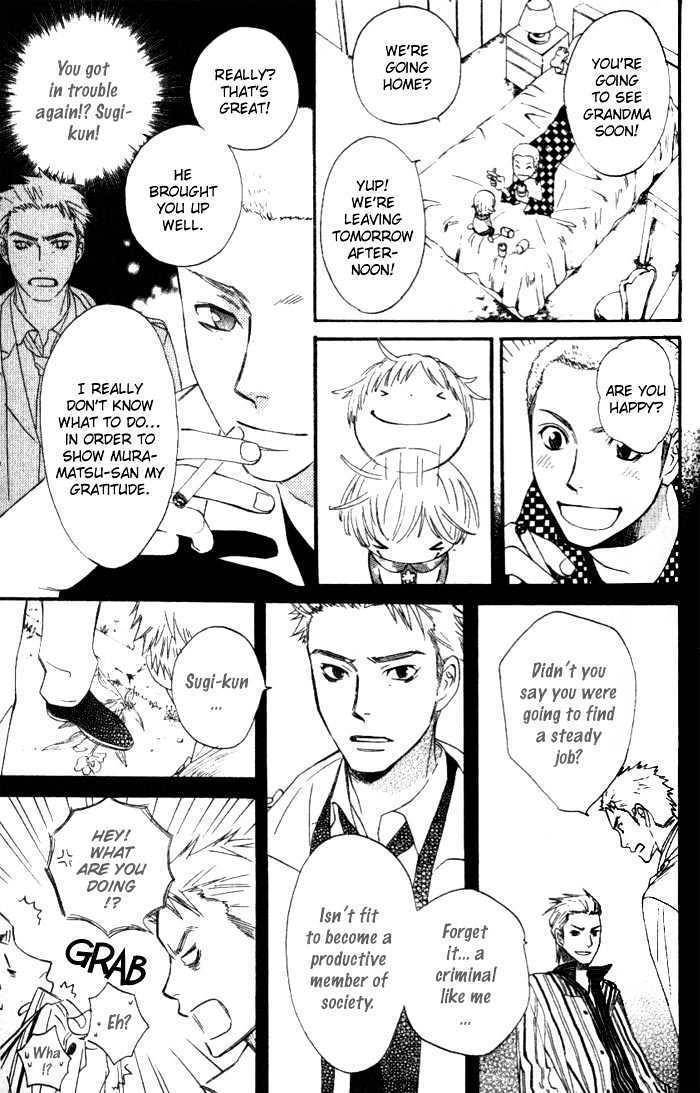 YOU'RE
GOING
TO SEE
GRANDMA
SOON!
WE'RE
GOING
HOME?
YUP!
WE'RE
LEAVING
TOMORROW
AFTER-
NOON!
REALLY?
THAT'S
GREAT!
HE
BROUGHT
YOU UP
WELL.
You got
in trouble
again!? Sugi-
kun!
I REALLY
DON'T KNOW
WHAT TO DO...
IN ORDER TO
SHOW MURA-
MATSU-SAN MY
GRATITUDE.
ARE YOU
HAPPY?
Didn't you
say you were
going to find
a steady
job?
Forget
it... a
criminal
like me
...
Isn't fit
to become a
productive
member of
society.
Sugi-kun
...
HEY!
WHAT
ARE YOU
DOING
!?
GRAB
Eh?
Wha
!?